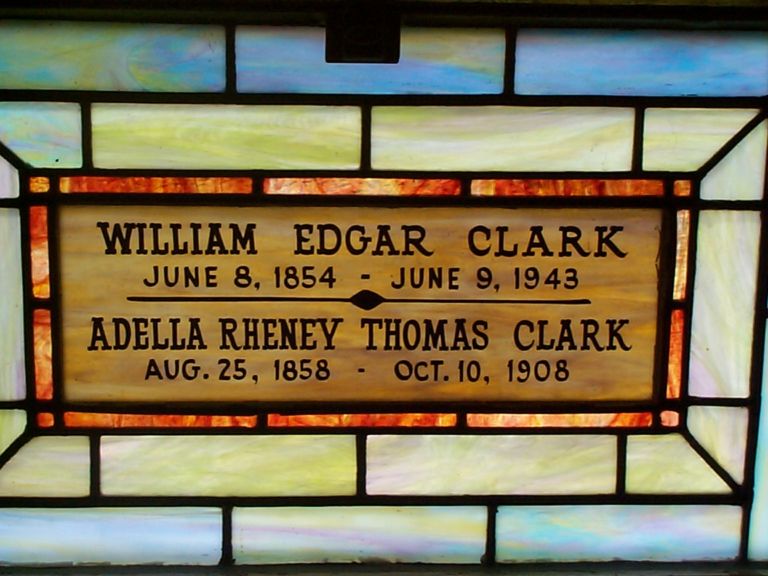 WILLIAM EDGAR CLARK
JUNE 8, 1854 - JUNE 9, 1943
ADELLA RHENEY THOMAS CLARK
AUG. 25, 1858 - OCT. 10, 1908